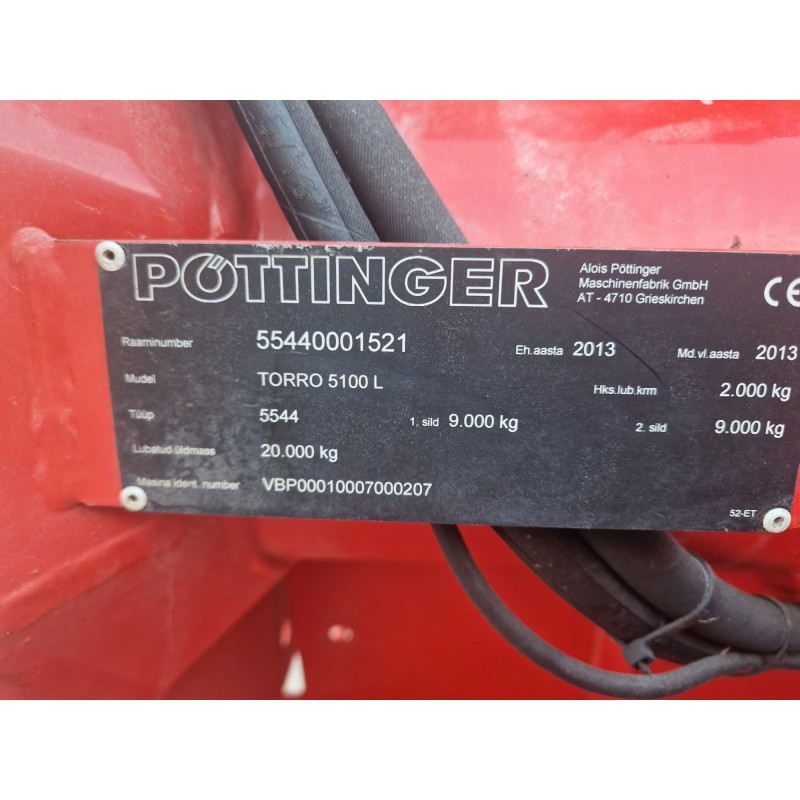 PÖTTINGER
Alois Pöttinger
Maschinenfabrik GmbH
AT - 4710 Grieskirchen
CE
Raaminumber 55440001521 Eh.aasta 2013 Md.vl.aasta 2013
Mudel TORRO 5100 L Hks.lub.krm 2.000 kg
Tüüp 5544 1. sild 9.000 kg 2. sild 9.000 kg
Lubatud üldmass 20.000 kg
Masina ident. number VBP00010007000207
52-ET